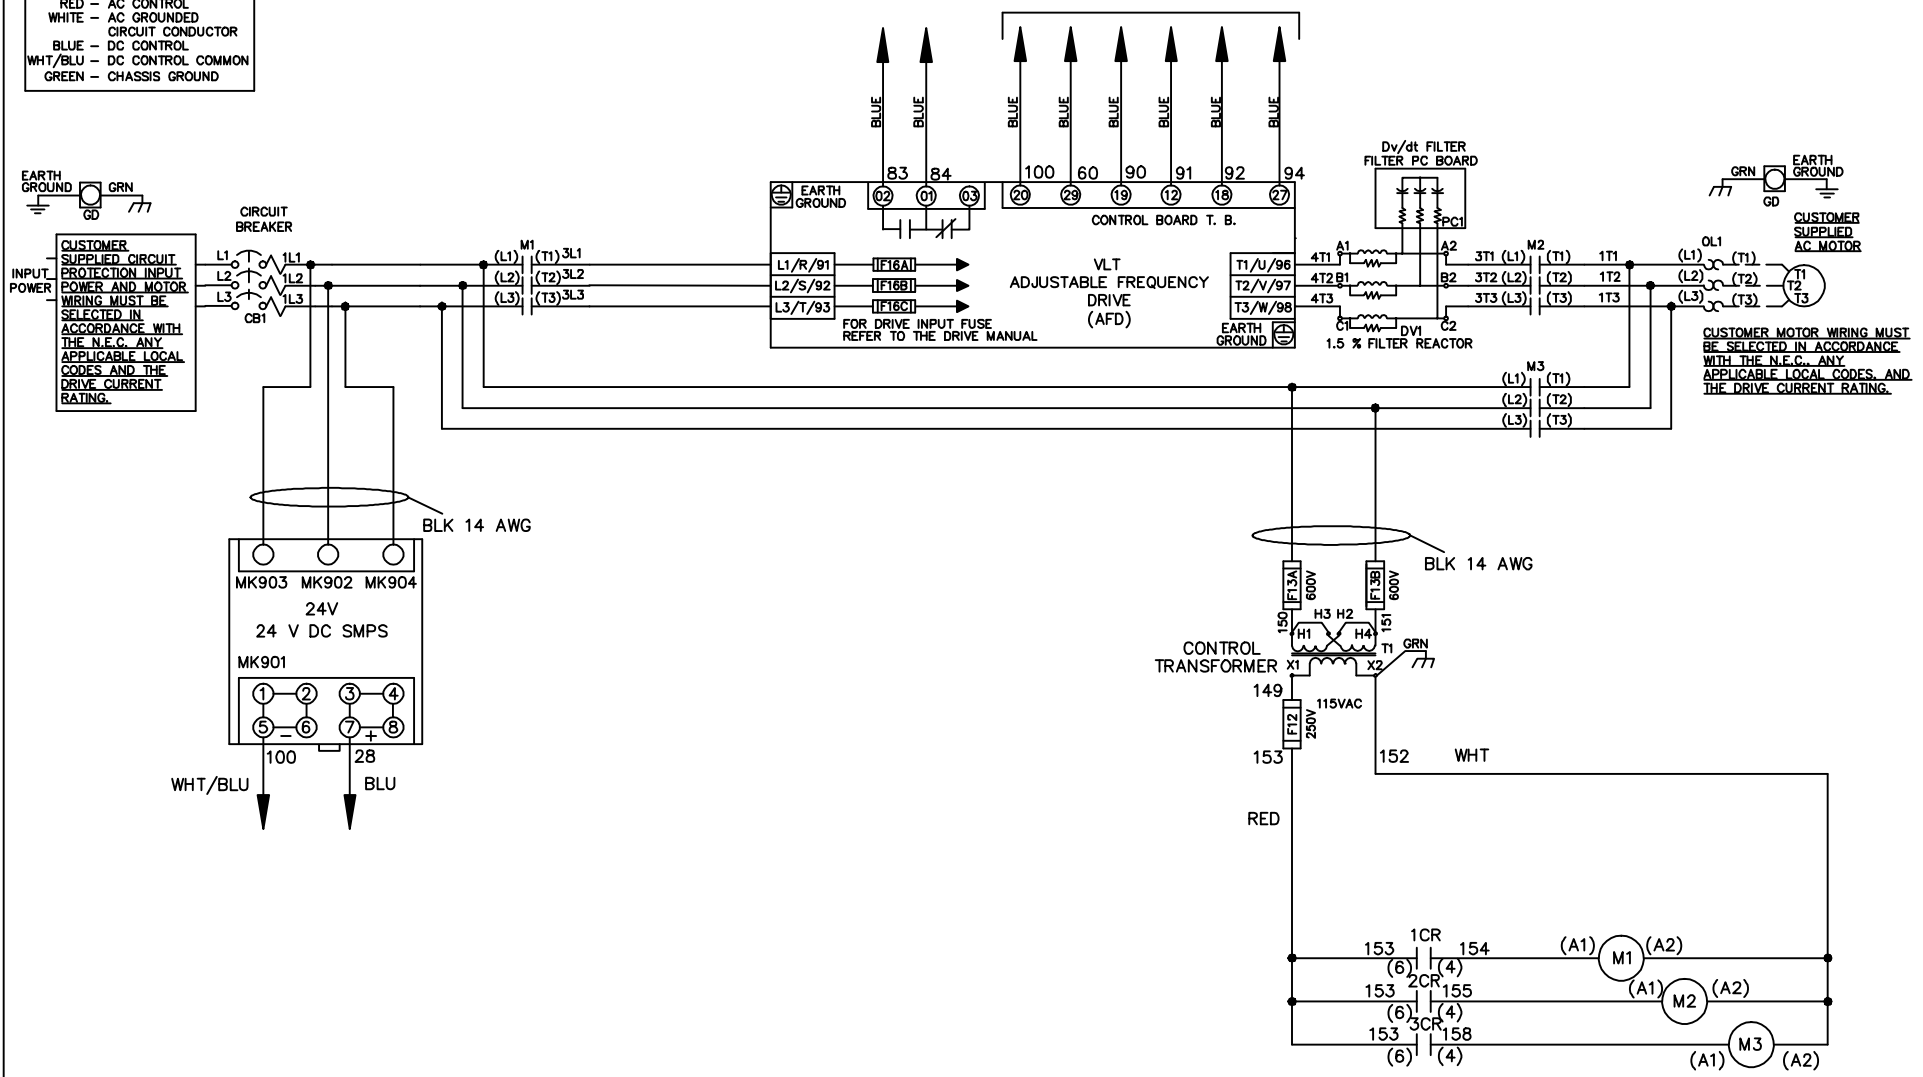 RED – AC CONTROL
WHITE – AC GROUNDED
CIRCUIT CONDUCTOR
BLUE – DC CONTROL
WHT/BLU – DC CONTROL COMMON
GREEN – CHASSIS GROUND
BLUE
BLUE
BLUE
BLUE
BLUE
BLUE
BLUE
BLUE
EARTH
GROUND
GRN
GD
CIRCUIT
BREAKER
INPUT
POWER
CUSTOMER
SUPPLIED CIRCUIT
PROTECTION INPUT
POWER AND MOTOR
WIRING MUST BE
SELECTED IN
ACCORDANCE WITH
THE N.E.C. ANY
APPLICABLE LOCAL
CODES AND THE
DRIVE CURRENT
RATING.
L1 1L1
L2 1L2
L3 1L3
CB1
M1
(L1) (T1) 3L1
(L2) (T2) 3L2
(L3) (T3) 3L3
83 84
100 60 90 91 92 94
EARTH
GROUND
02 01 03
20 29 19 12 18 27
CONTROL BOARD T. B.
L1/R/91
L2/S/92
L3/T/93
F16A
F16B
F16C
FOR DRIVE INPUT FUSE
REFER TO THE DRIVE MANUAL
VLT
ADJUSTABLE FREQUENCY
DRIVE
(AFD)
T1/U/96
T2/V/97
T3/W/98
EARTH
GROUND
4T1
4T2
4T3
Dv/dt FILTER
FILTER PC BOARD
PC1
A1 A2
B1 B2
C1 C2
DV1
1.5 % FILTER REACTOR
M2
3T1 (L1) (T1) 1T1
3T2 (L2) (T2) 1T2
3T3 (L3) (T3) 1T3
OL1
(L1) (T1)
(L2) (T2)
(L3) (T3)
T1
T2
T3
GRN
GD
EARTH
GROUND
CUSTOMER
SUPPLIED
AC MOTOR
CUSTOMER MOTOR WIRING MUST
BE SELECTED IN ACCORDANCE
WITH THE N.E.C., ANY
APPLICABLE LOCAL CODES, AND
THE DRIVE CURRENT RATING.
M3
(L1) (T1)
(L2) (T2)
(L3) (T3)
BLK 14 AWG
MK903 MK902 MK904
24V
24 V DC SMPS
MK901
1 2 3 4
5 6 7 8
– +
100 28
WHT/BLU BLU
BLK 14 AWG
F13A
600V
F13B
600V
150
151
H3 H2
H1 H4
T1
GRN
CONTROL
TRANSFORMER
X1 X2
149
115VAC
F12
250V
153
152 WHT
RED
1CR
153 154
(6) (4)
(A1) M1 (A2)
2CR
153 155
(6) (4)
(A1) M2 (A2)
3CR
153 158
(6) (4)
(A1) M3 (A2)